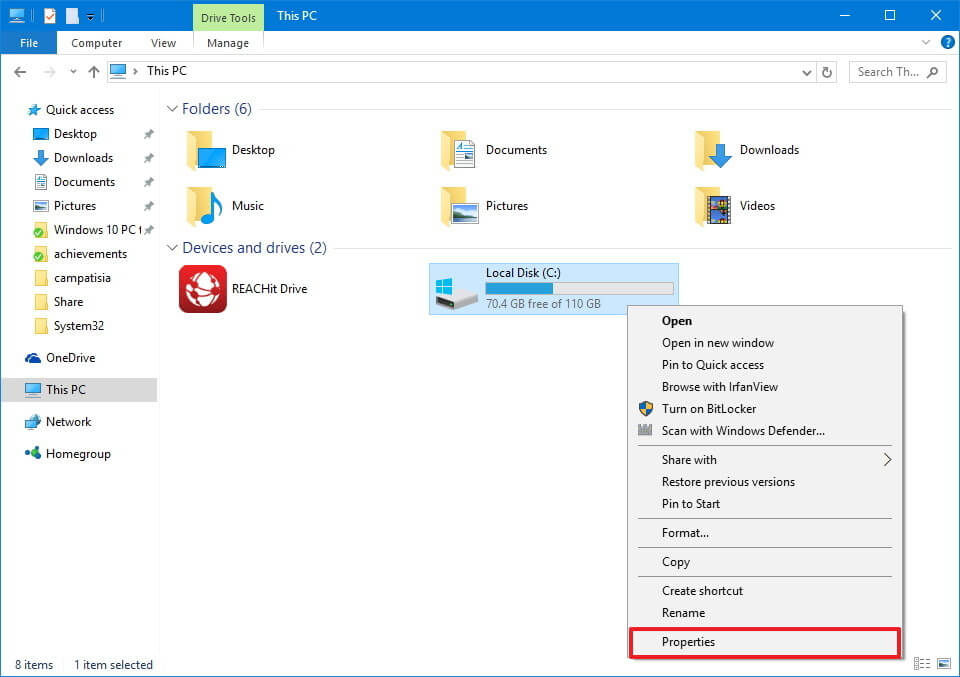 Drive Tools
This PC
File
Computer
View
Manage
This PC
Search Th...
Quick access
Desktop
Downloads
Documents
Pictures
Windows 10 PC t
achievements
campatisia
Share
System32
OneDrive
This PC
Network
Homegroup
Folders (6)
Desktop
Documents
Downloads
Music
Pictures
Videos
Devices and drives (2)
REACHit Drive
Local Disk (C:)
70.4 GB free of 110 GB
Open
Open in new window
Pin to Quick access
Browse with IrfanView
Turn on BitLocker
Scan with Windows Defender...
Share with
Restore previous versions
Pin to Start
Format...
Copy
Create shortcut
Rename
Properties
8 items
1 item selected